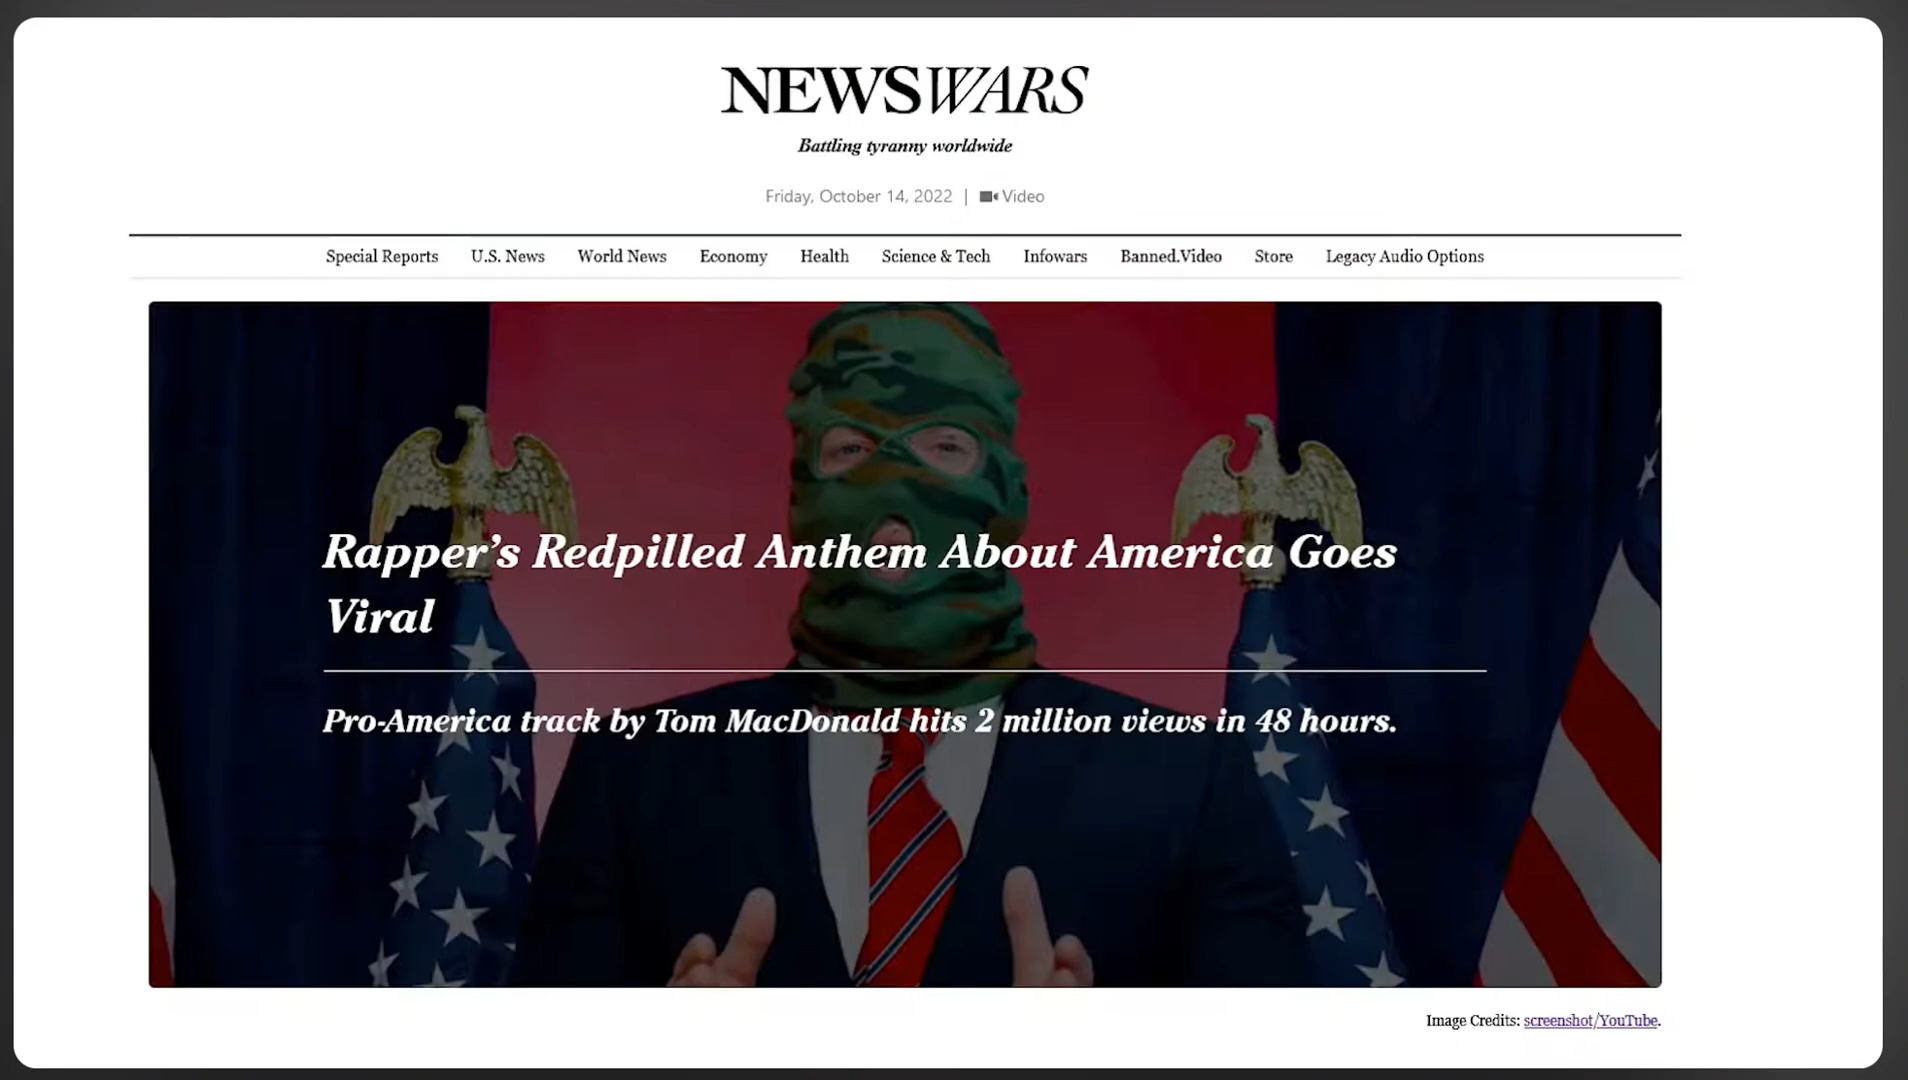 NEWSWARS
Battling tyranny worldwide
Friday, October 14, 2022 | Video
Special Reports U.S. News World News Economy Health Science & Tech Infowars Banned.Video Store Legacy Audio Options
Rapper’s Redpilled Anthem About America Goes
Viral
Pro-America track by Tom MacDonald hits 2 million views in 48 hours.
Image Credits: screenshot/YouTube.